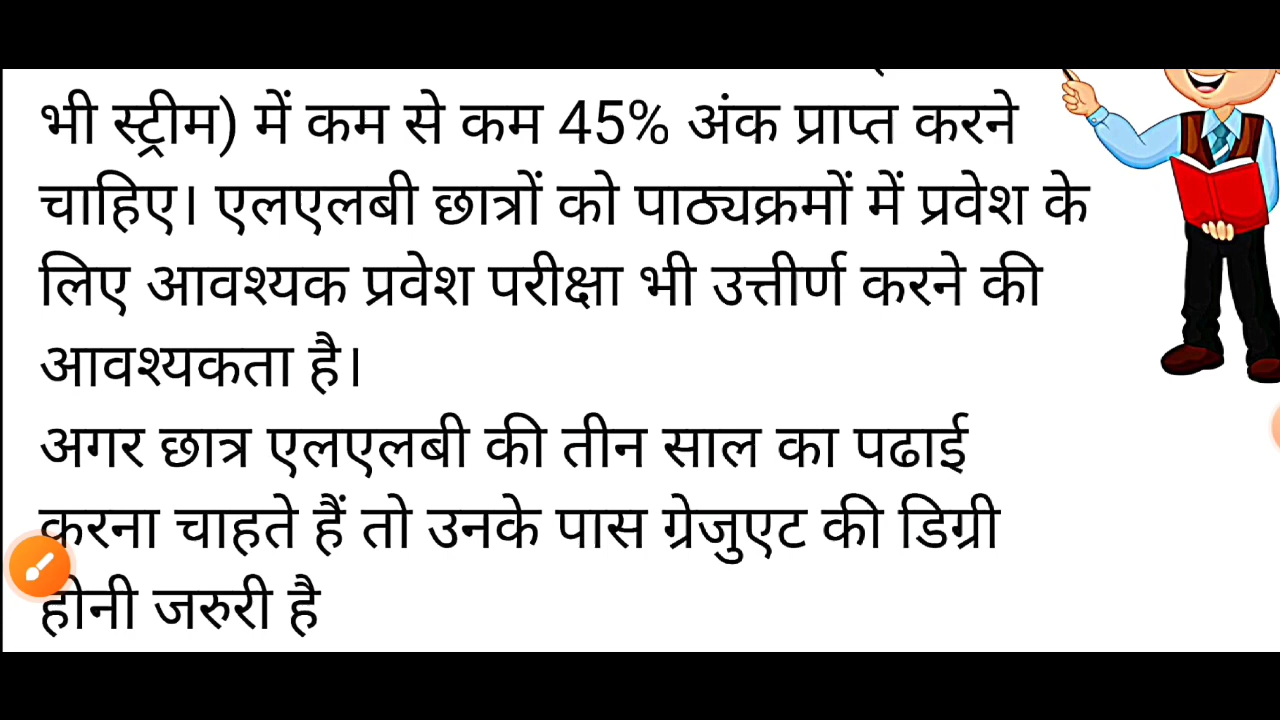 भी स्ट्रीम) में कम से कम 45% अंक प्राप्त करने
चाहिए। एलएलबी छात्रों को पाठ्यक्रमों में प्रवेश के
लिए आवश्यक प्रवेश परीक्षा भी उत्तीर्ण करने की
आवश्यकता है।
अगर छात्र एलएलबी की तीन साल का पढाई
करना चाहते हैं तो उनके पास ग्रेजुएट की डिग्री
होनी जरुरी है